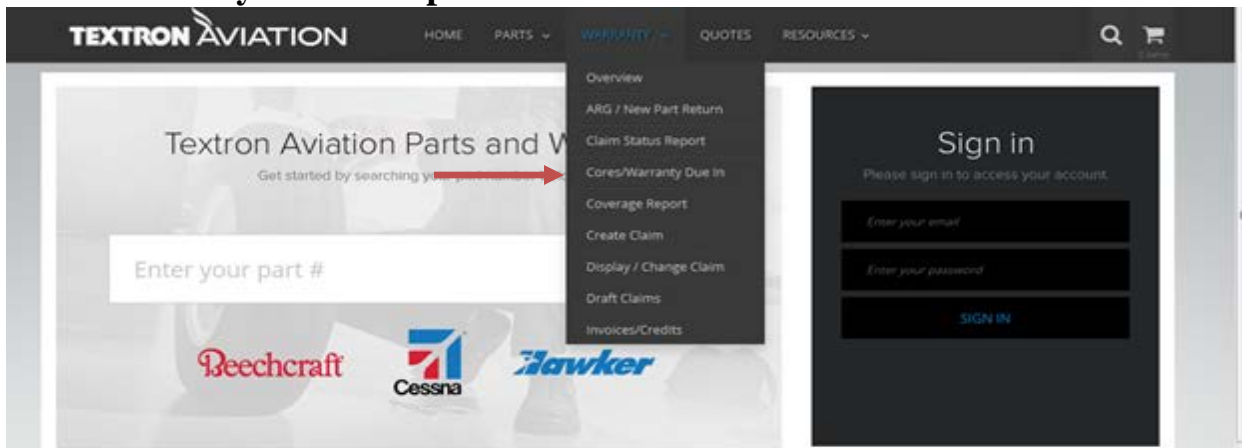 TEXTRON AVIATION
HOME PARTS WARRANTY QUOTES RESOURCES
Overview
ARG / New Part Return
Claim Status Report
Cores/Warranty Due In
Coverage Report
Create Claim
Display / Change Claim
Draft Claims
Invoices/Credits
Textron Aviation Parts and
Get started by searching your part number
Enter your part #
Beechcraft
Cessna
Hawker
Sign in
Please sign in to access your account.
Enter your email
Enter your password
SIGN IN